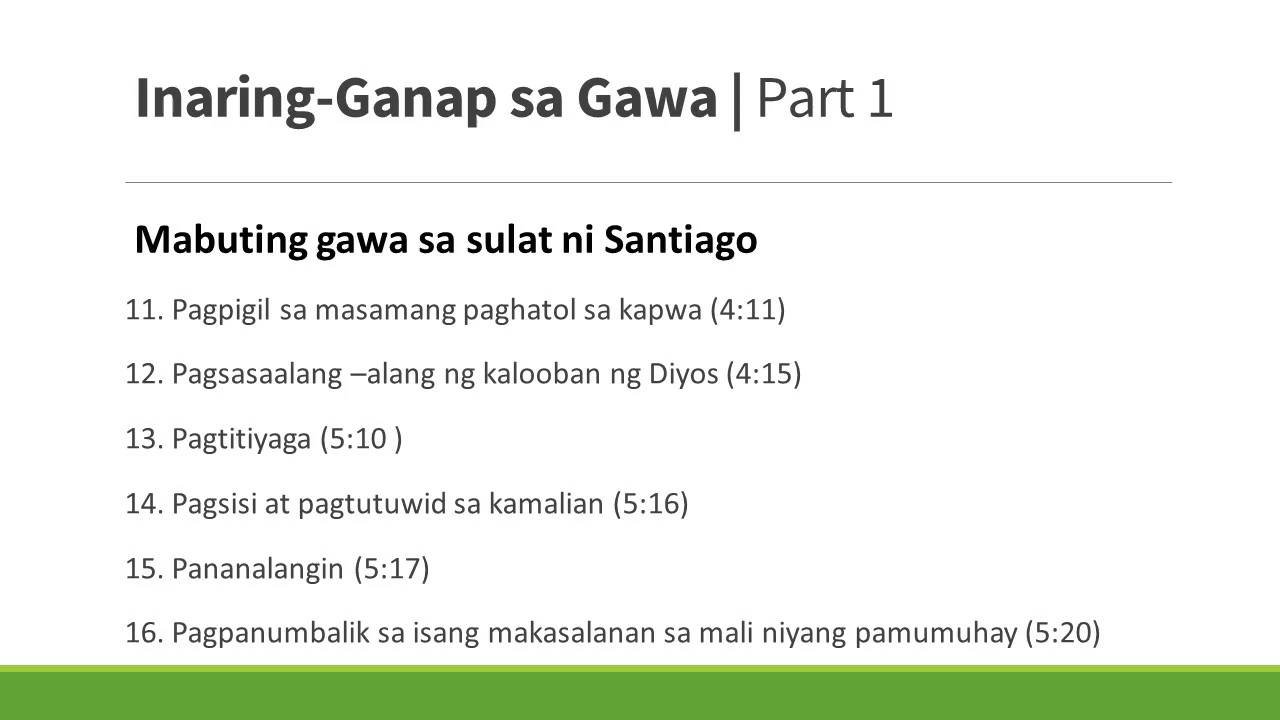 Inaring-Ganap sa Gawa | Part 1
Mabuting gawa sa sulat ni Santiago
11. Pagpigil sa masamang paghatol sa kapwa (4:11)
12. Pagsasaalang –alang ng kalooban ng Diyos (4:15)
13. Pagtitiyaga (5:10 )
14. Pagsisi at pagtutuwid sa kamalian (5:16)
15. Pananalangin (5:17)
16. Pagpanumbalik sa isang makasalanan sa mali niyang pamumuhay (5:20)